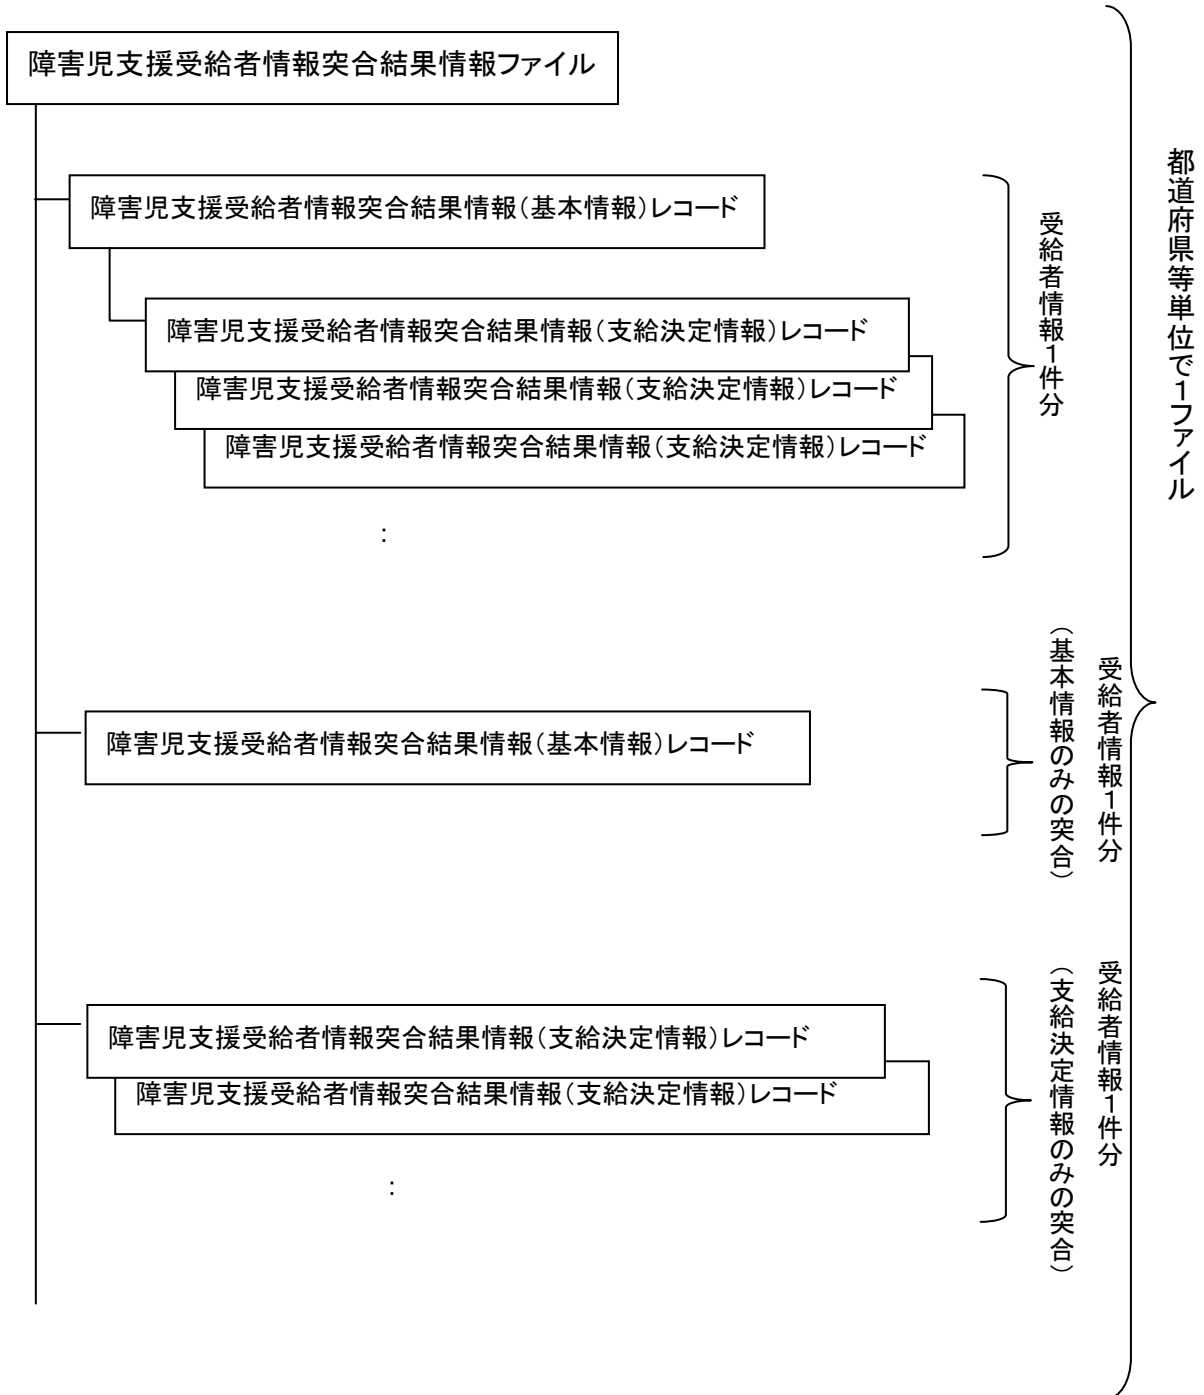 障害児支援受給者情報突合結果情報ファイル
都道府県等単位で1ファイル
障害児支援受給者情報突合結果情報(基本情報)レコード
受給者情報1件分
障害児支援受給者情報突合結果情報(支給決定情報)レコード
障害児支援受給者情報突合結果情報(支給決定情報)レコード
障害児支援受給者情報突合結果情報(支給決定情報)レコード
:
障害児支援受給者情報突合結果情報(基本情報)レコード
受給者情報1件分
(基本情報のみの突合)
障害児支援受給者情報突合結果情報(支給決定情報)レコード
障害児支援受給者情報突合結果情報(支給決定情報)レコード
:
受給者情報1件分
(支給決定情報のみの突合)